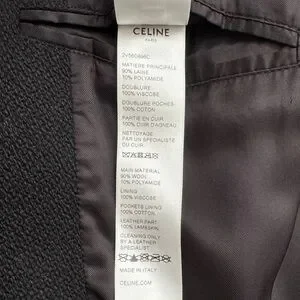 CELINE
PARIS
MATIERE PRINCIPALE
90% LAINE
10% POLYAMIDE
DOUBLURE
100% VISCOSE
DOUBLURE POCHES
100% COTON
PARTIE EN CUIR
100% CUIR D'AGNEAU
NETTOYAGE
PAR UN SPECIALISTE
DU CUIR
MAIN MATERIAL
90% WOOL
10% POLYAMIDE
LINING
100% VISCOSE
POCKETS LINING
100% COTTON
LEATHER PART
100% LAMBSKIN
CLEANING ONLY
BY A LEATHER
SPECIALIST
MADE IN ITALY
CELINE.COM